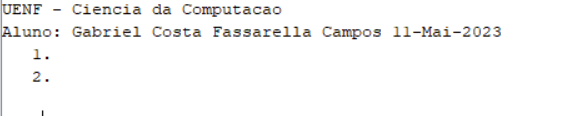 UENF - Ciencia da Computacao
Aluno: Gabriel Costa Fassarella Campos 11-Mai-2023
1.
2.